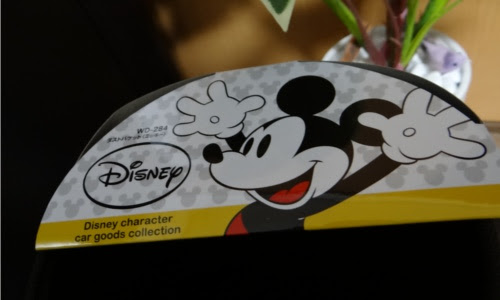 WD-284
Disney
Disney character
car goods collection